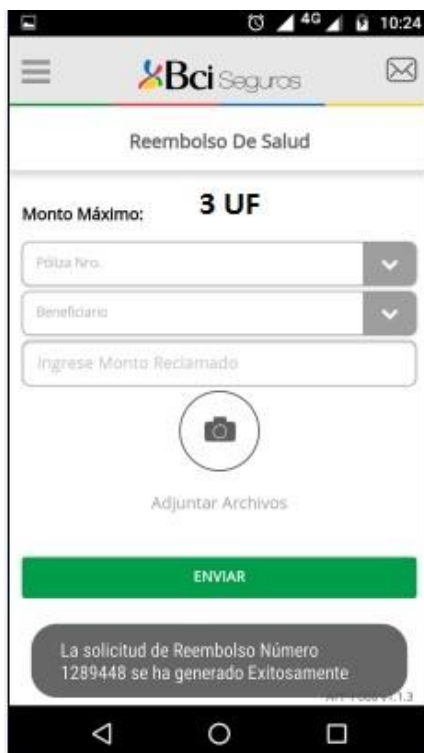 4G 10:24
Bci Seguros
Reembolso De Salud
Monto Máximo: 3 UF
Póliza Nro.
Beneficiario
Ingrese Monto Reclamado
Adjuntar Archivos
ENVIAR
La solicitud de Reembolso Número
1289448 se ha generado Exitosamente